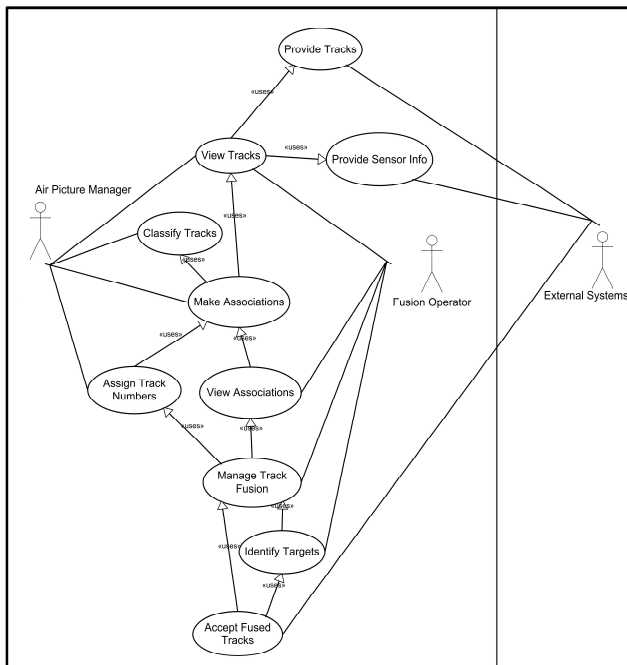 Provide Tracks
«uses»
View Tracks
«uses»
Provide Sensor Info
Air Picture Manager
Classify Tracks
«uses»
«uses»
Make Associations
Fusion Operator
External Systems
«uses»
«uses»
Assign Track
Numbers
View Associations
«uses»
«uses»
Manage Track
Fusion
«uses»
«uses»
Identify Targets
«uses»
Accept Fused
Tracks